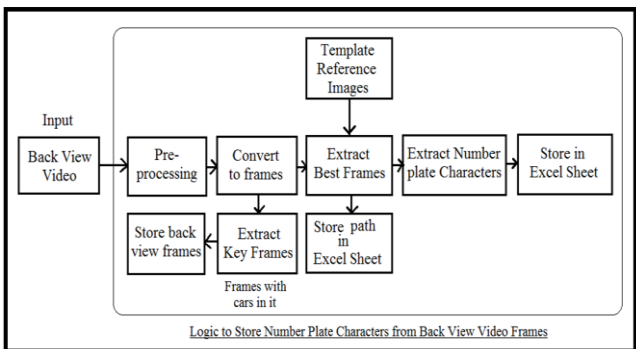 Template
Reference
Images
Input
Back View
Video
Pre-
processing
Convert
to frames
Extract
Best Frames
Extract Number
plate Characters
Store in
Excel Sheet
Store back
view frames
Extract
Key Frames
Store path
in
Excel Sheet
Frames with
cars in it
Logic to Store Number Plate Characters from Back View Video Frames